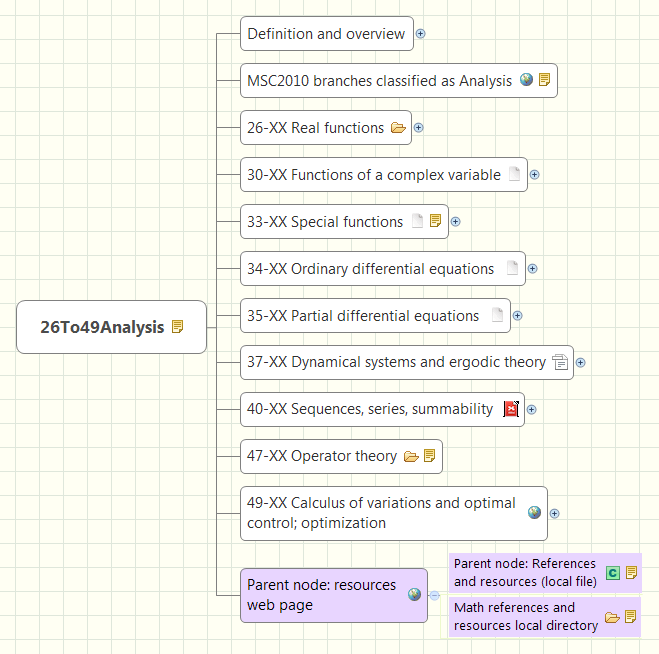 Definition and overview
MSC2010 branches classified as Analysis
26-XX Real functions
30-XX Functions of a complex variable
33-XX Special functions
34-XX Ordinary differential equations
26To49Analysis
35-XX Partial differential equations
37-XX Dynamical systems and ergodic theory
40-XX Sequences, series, summability
47-XX Operator theory
49-XX Calculus of variations and optimal
control; optimization
Parent node: resources
web page
Parent node: References
and resources (local file)
C
Math references and
resources local directory